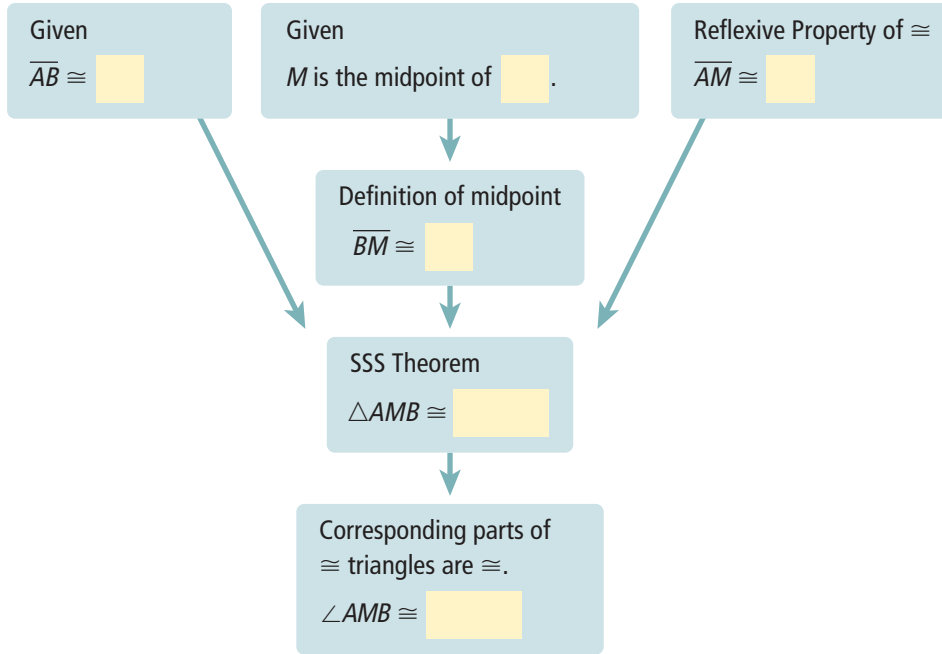 Given
AB ≅
Given
M is the midpoint of .
Reflexive Property of ≅
AM ≅
Definition of midpoint
BM ≅
SSS Theorem
△AMB ≅
Corresponding parts of
≅ triangles are ≅.
∠AMB ≅